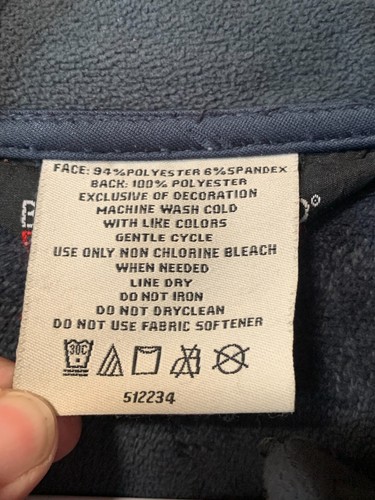 FACE: 94%POLYESTER 6%SPANDEX
BACK: 100% POLYESTER
EXCLUSIVE OF DECORATION
MACHINE WASH COLD
WITH LIKE COLORS
GENTLE CYCLE
USE ONLY NON CHLORINE BLEACH
WHEN NEEDED
LINE DRY
DO NOT IRON
DO NOT DRYCLEAN
DO NOT USE FABRIC SOFTENER
30C
512234